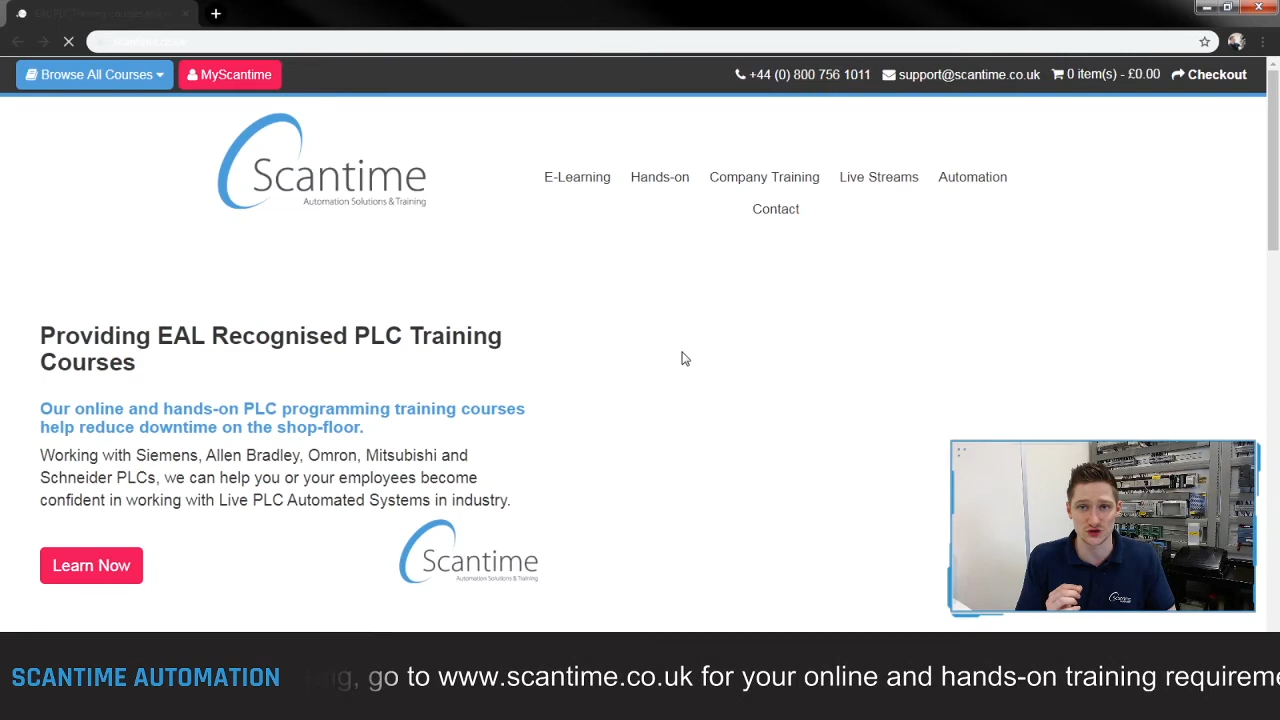 Browse All Courses
MyScantime
+44 (0) 800 756 1011
support@scantime.co.uk
0 item(s) - £0.00
Checkout
Scantime
Automation Solutions & Training
E-Learning
Hands-on
Company Training
Live Streams
Automation
Contact
Providing EAL Recognised PLC Training
Courses
Our online and hands-on PLC programming training courses
help reduce downtime on the shop-floor.
Working with Siemens, Allen Bradley, Omron, Mitsubishi and
Schneider PLCs, we can help you or your employees become
confident in working with Live PLC Automated Systems in industry.
Learn Now
Scantime
Automation Solutions & Training
Scantime
SCANTIME AUTOMATION
go to www.scantime.co.uk for your online and hands-on training requireme